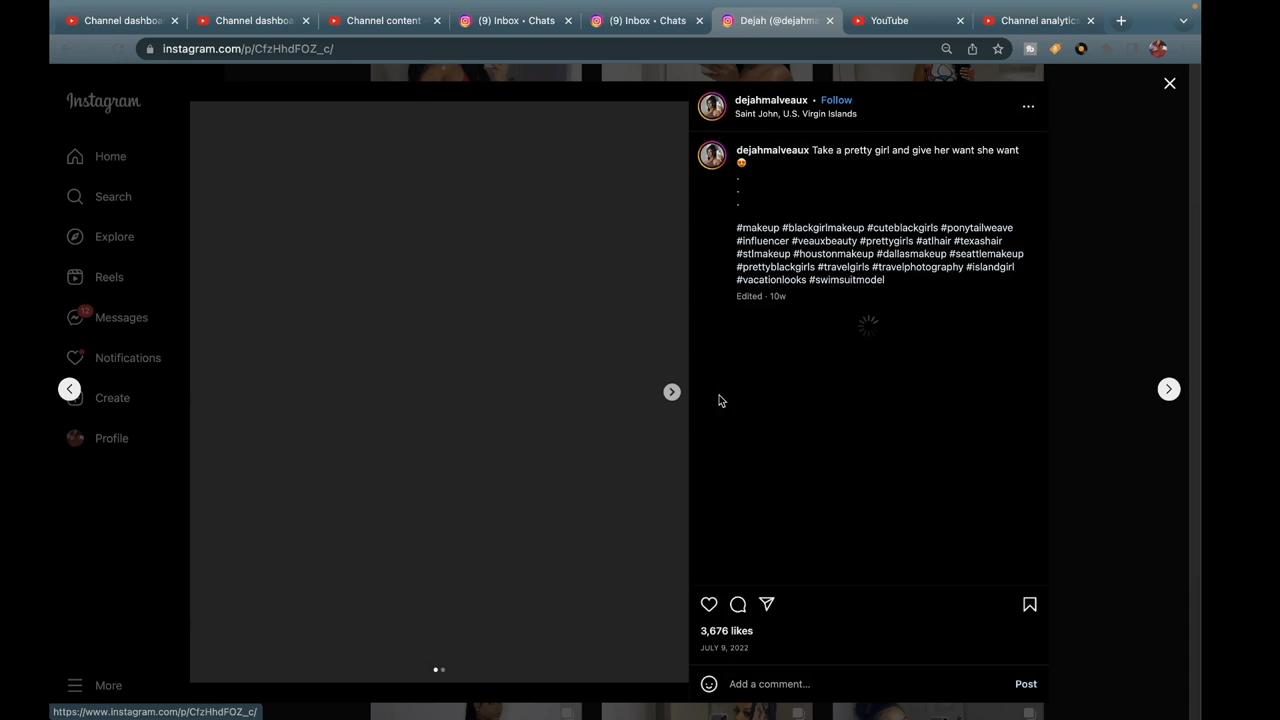 Channel dashboa
Channel dashboa
Channel content
(9) Inbox • Chats
(9) Inbox • Chats
Dejah (@dejahma
YouTube
Channel analytics
instagram.com/p/CfzHhdFOZ_c/
Instagram
Home
Search
Explore
Reels
12
Messages
Notifications
Create
Profile
More
dejahmalveaux • Follow
Saint John, U.S. Virgin Islands
dejahmalveaux Take a pretty girl and give her want she want
😍
.
.
.
#makeup #blackgirlmakeup #cuteblackgirls #ponytailweave
#influencer #veauxbeauty #prettygirls #atlhair #texashair
#stlmakeup #houstonmakeup #dallasmakeup #seattlemakeup
#prettyblackgirls #travelgirls #travelphotography #islandgirl
#vacationlooks #swimsuitmodel
Edited · 10w
3,676 likes
JULY 9, 2022
Add a comment...
Post
https://www.instagram.com/p/CfzHhdFOZ_c/